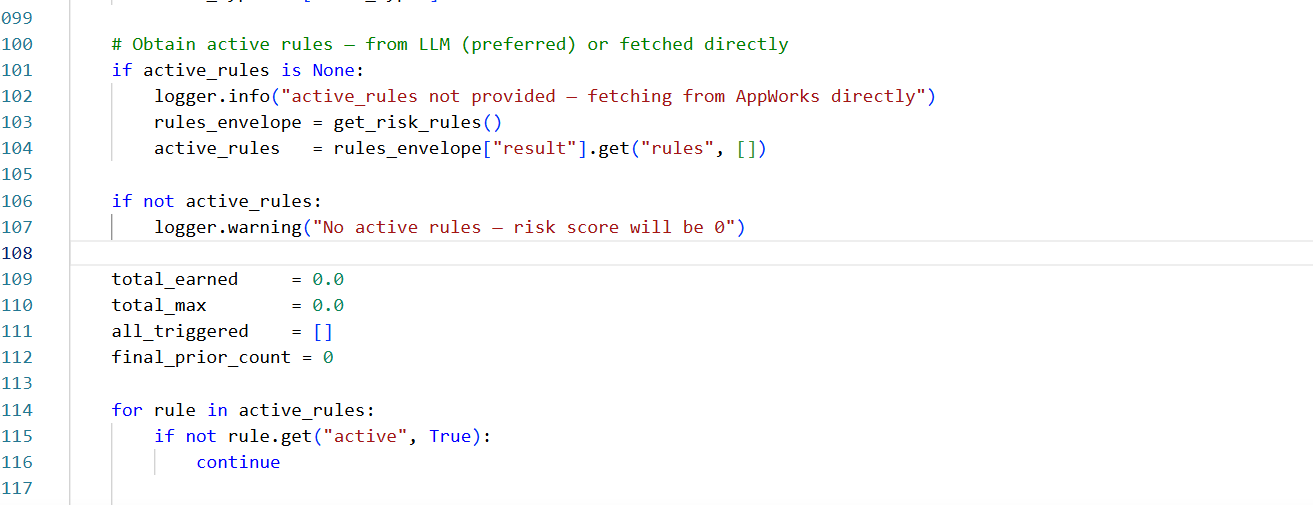 099
100 # Obtain active rules — from LLM (preferred) or fetched directly
101 if active_rules is None:
102     logger.info("active_rules not provided — fetching from AppWorks directly")
103     rules_envelope = get_risk_rules()
104     active_rules   = rules_envelope["result"].get("rules", [])
105
106 if not active_rules:
107     logger.warning("No active rules — risk score will be 0")
108
109 total_earned     = 0.0
110 total_max        = 0.0
111 all_triggered    = []
112 final_prior_count = 0
113
114 for rule in active_rules:
115     if not rule.get("active", True):
116         continue
117